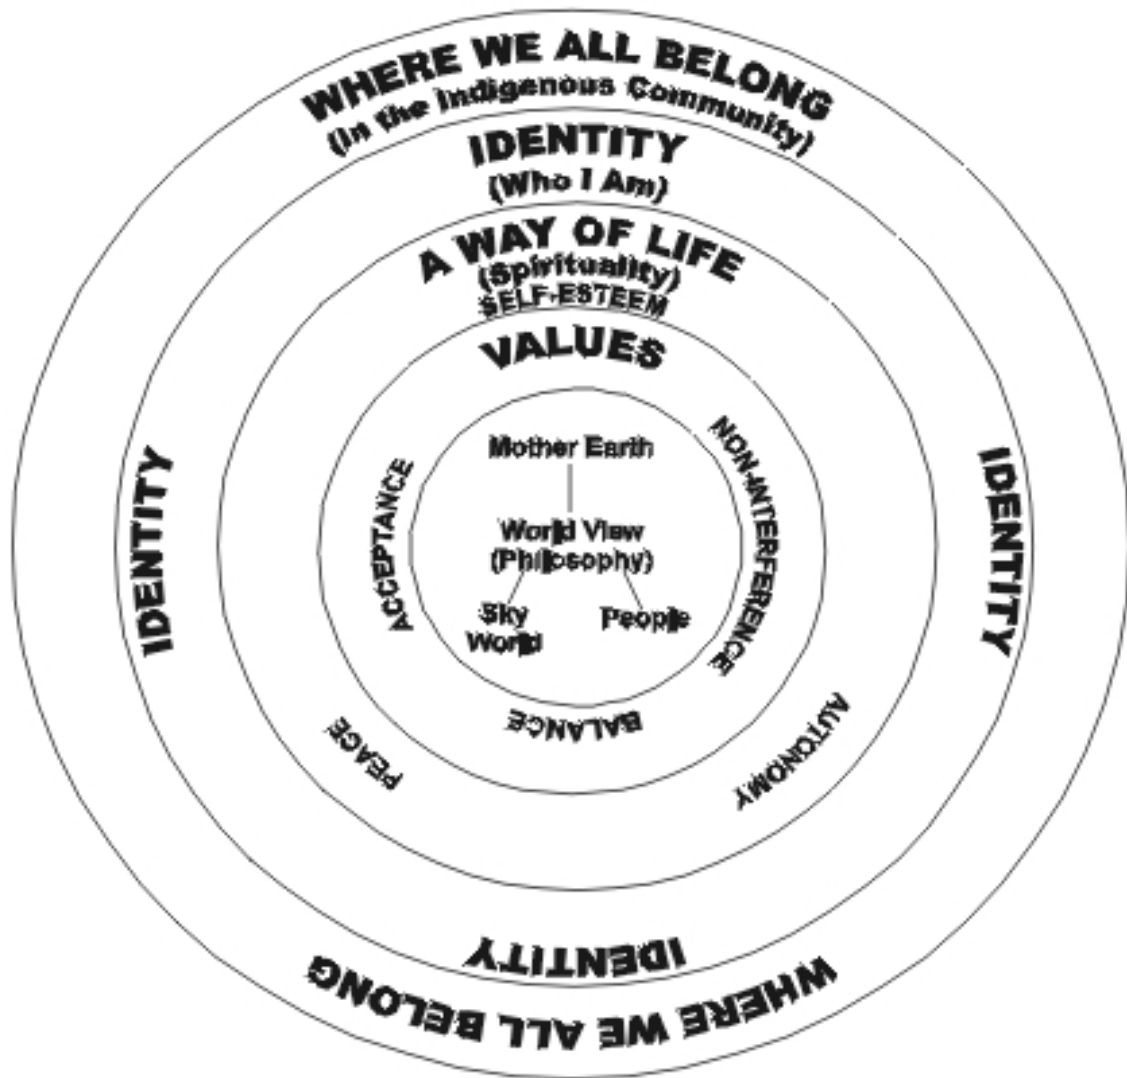 WHERE WE ALL BELONG
(In the Indigenous Community)
IDENTITY
(Who I Am)
A WAY OF LIFE
(Spirituality)
SELF-ESTEEM
VALUES
Mother Earth
World View
(Philosophy)
Sky
World
People
ACCEPTANCE
NON-INTERFERENCE
BALANCE
PEACE
AUTONOMY
IDENTITY
IDENTITY
IDENTITY
WHERE WE ALL BELONG